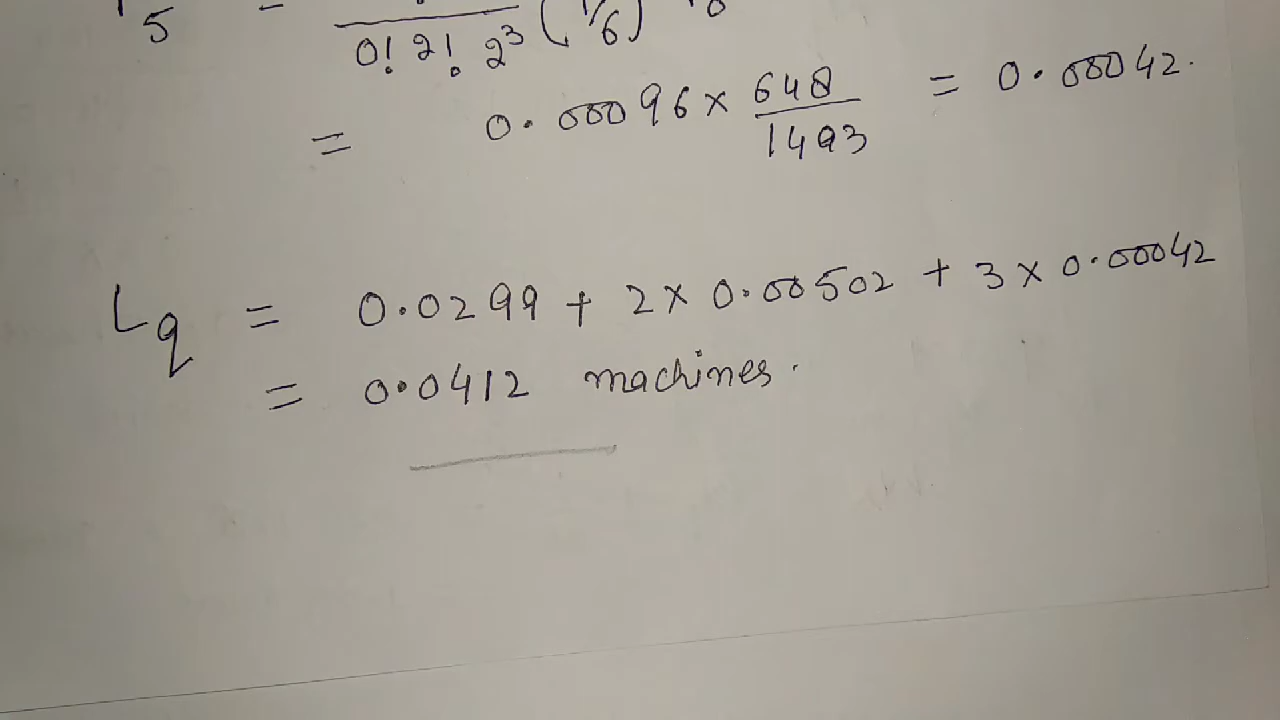 5 - 0! 2! 2³ (1/6)
= 0.00096 × 648/1493 = 0.00042.
Lq = 0.0299 + 2 × 0.00502 + 3 × 0.00042
= 0.0412 machines.